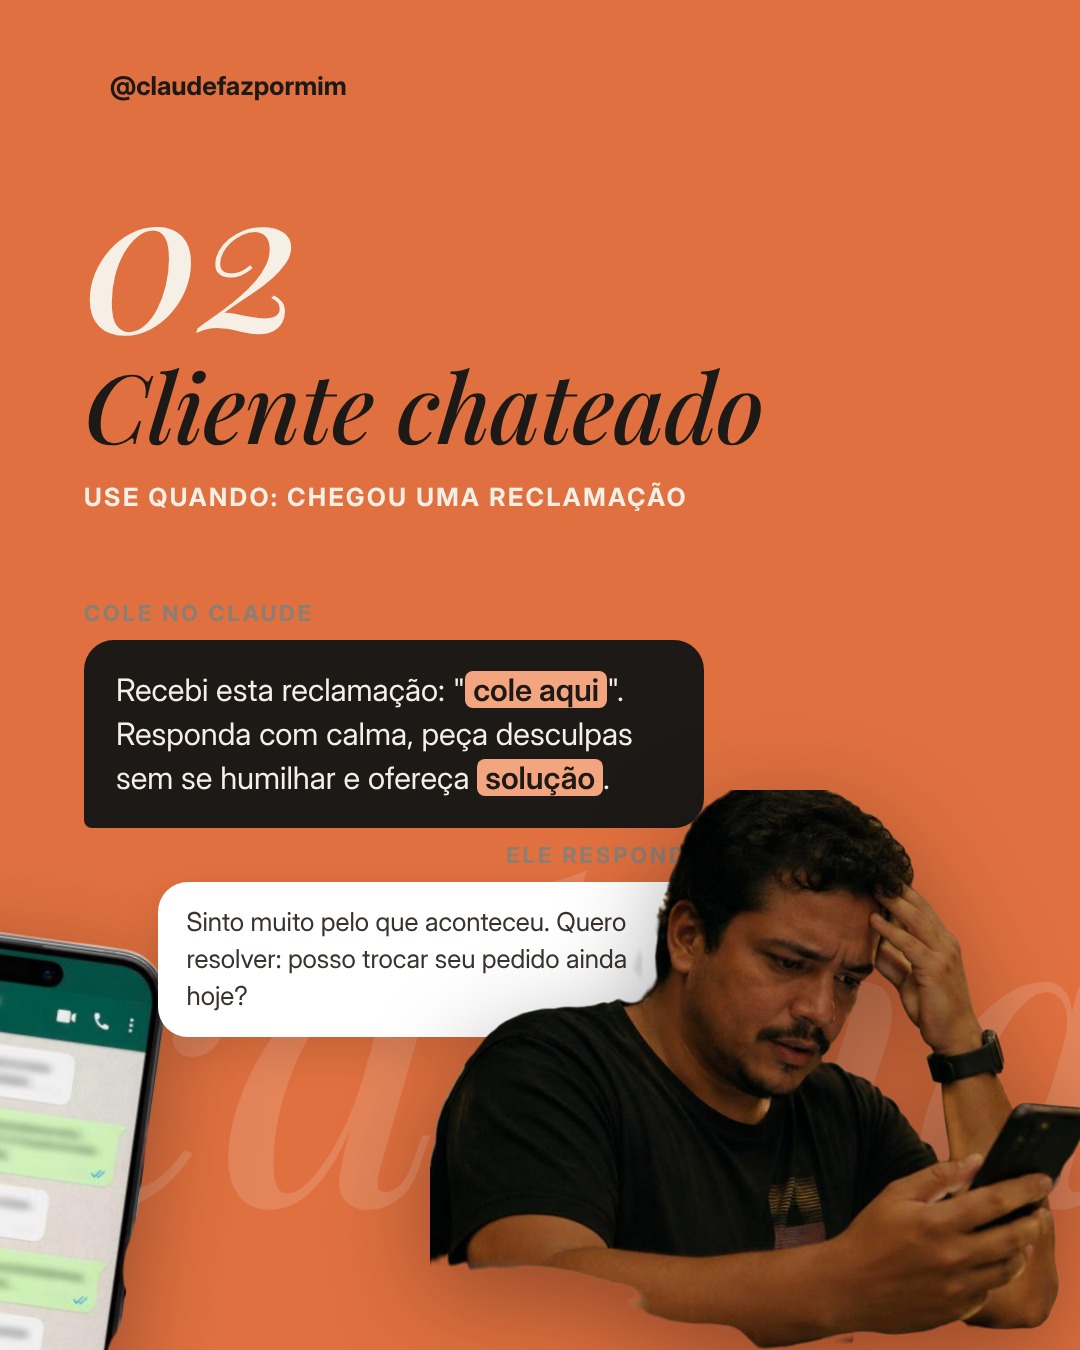 @claudefazpormim
02
Cliente chateado
USE QUANDO: CHEGOU UMA RECLAMAÇÃO
COLE NO CLAUDE
Recebi esta reclamação: "cole aqui".
Responda com calma, peça desculpas
sem se humilhar e ofereça solução.
ELE RESPOND
Sinto muito pelo que aconteceu. Quero
resolver: posso trocar seu pedido ainda
hoje?